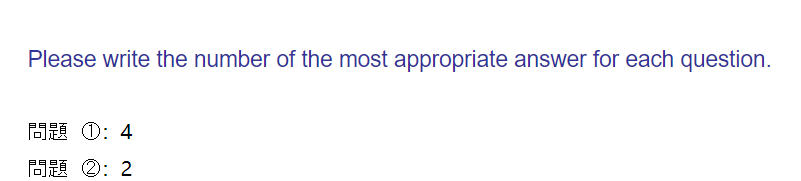 Please write the number of the most appropriate answer for each question.
問題 ①: 4
問題 ②: 2